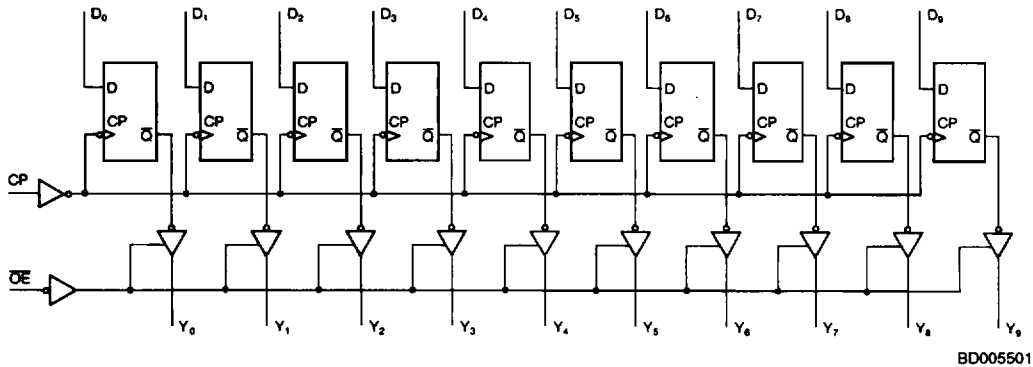 D₀ D₁ D₂ D₃ D₄ D₅ D₆ D₇ D₈ D₉
D D D D D D D D D D
CP CP CP CP CP CP CP CP CP CP
Q̅ Q̅ Q̅ Q̅ Q̅ Q̅ Q̅ Q̅ Q̅ Q̅
CP
O̅E̅
Y₀ Y₁ Y₂ Y₃ Y₄ Y₅ Y₆ Y₇ Y₈ Y₉
BD005501